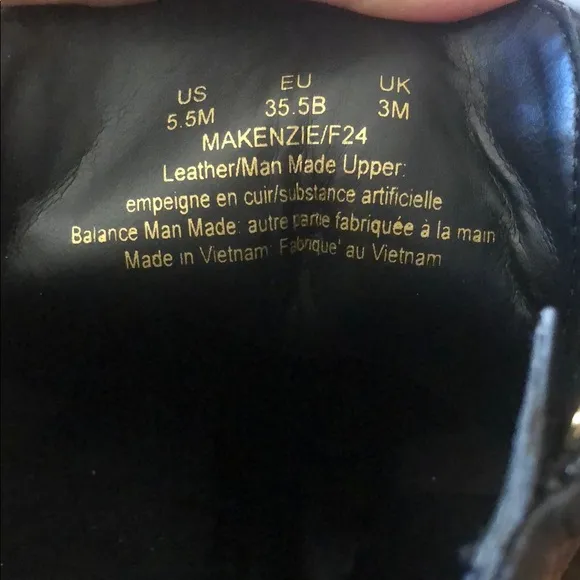 US EU UK
5.5M 35.5B 3M
MAKENZIE/F24
Leather/Man Made Upper:
empeigne en cuir/substance artificielle
Balance Man Made: autre partie fabriquée à la main
Made in Vietnam: Fabrique' au Vietnam